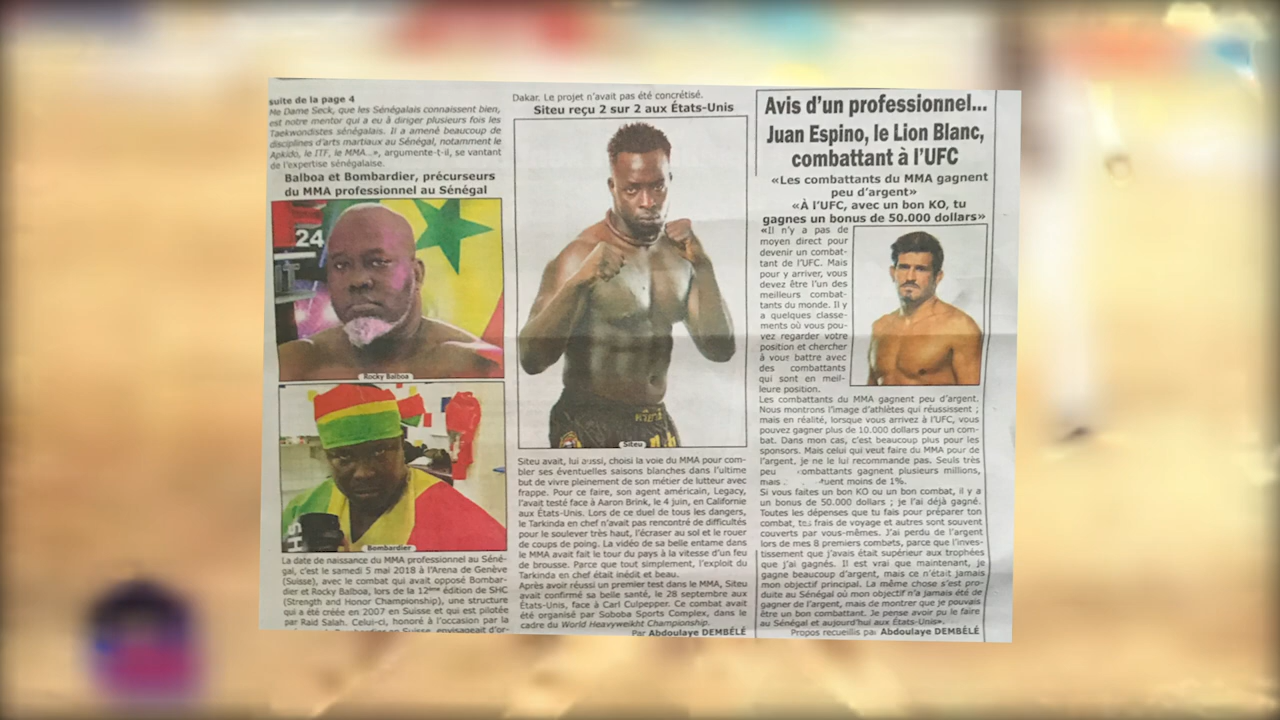 suite de la page 4
Me Dame Seck, que les Sénégalais connaissent bien,
est notre mentor qui a eu à diriger plusieurs fois les
Taekwondistes sénégalais. Il a amené beaucoup de
disciplines d'arts martiaux au Sénégal, notamment le
Apkido, le ITF, le MMA...», argumente-t-il, se vantant
de l'expertise sénégalaise.
Balboa et Bombardier, précurseurs
du MMA professionnel au Sénégal
24
Rocky Balboa
Bombardier
La date de naissance du MMA professionnel au Séné-
gal, c'est le samedi 5 mai 2018 à l'Arena de Genève
(Suisse), avec le combat qui avait opposé Bombar-
dier et Rocky Balboa, lors de la 12ème édition de SHC
(Strength and Honor Championship), une structure
qui a été créée en 2007 en Suisse et qui est pilotée
par Raid Salah. Celui-ci, honoré à l'occasion par la
Bombardier en Suisse, envisageait d'or-
Dakar. Le projet n'avait pas été concrétisé.
Siteu reçu 2 sur 2 aux États-Unis
Siteu
Siteu avait, lui aussi, choisi la voie du MMA pour com-
bler ses éventuelles saisons blanches dans l'ultime
but de vivre pleinement de son métier de lutteur avec
frappe. Pour ce faire, son agent américain, Legacy,
l'avait testé face à Aaron Brink, le 4 juin, en Californie
aux États-Unis. Lors de ce duel de tous les dangers,
le Tarkinda en chef n'avait pas rencontré de difficultés
pour le soulever très haut, l'écraser au sol et le rouer
de coups de poing. La vidéo de sa belle entame dans
le MMA avait fait le tour du pays à la vitesse d'un feu
de brousse. Parce que tout simplement, l'exploit du
Tarkinda en chef était inédit et beau.
Après avoir réussi un premier test dans le MMA, Siteu
avait confirmé sa belle santé, le 28 septembre aux
États-Unis, face à Carl Culpepper. Ce combat avait
été organisé par Soboba Sports Complex, dans le
cadre du World Heavyweikht Championship.
Par Abdoulaye DEMBÉLÉ
Avis d'un professionnel...
Juan Espino, le Lion Blanc,
combattant à l'UFC
«Les combattants du MMA gagnent
peu d'argent»
«À l'UFC, avec un bon KO, tu
gagnes un bonus de 50.000 dollars»
«Il n'y a pas de
moyen direct pour
devenir un combat-
tant de l'UFC. Mais
pour y arriver, vous
devez être l'un des
meilleurs combat-
tants du monde. Il y
a quelques classe-
ments où vous pou-
vez regarder votre
position et chercher
à vous battre avec
des combattants
qui sont en meil-
leure position.
Les combattants du MMA gagnent peu d'argent.
Nous montrons l'image d'athlètes qui réussissent ;
mais en réalité, lorsque vous arrivez à l'UFC, vous
pouvez gagner plus de 10.000 dollars pour un com-
bat. Dans mon cas, c'est beaucoup plus pour les
sponsors. Mais celui qui veut faire du MMA pour de
l'argent, je ne le lui recommande pas. Seuls très
peu ombattants gagnent plusieurs millions,
mais tuent moins de 1%.
Si vous faites un bon KO ou un bon combat, il y a
un bonus de 50.000 dollars ; je l'ai déjà gagné.
Toutes les dépenses que tu fais pour préparer ton
combat, tes frais de voyage et autres sont souvent
couverts par vous-mêmes. J'ai perdu de l'argent
lors de mes 8 premiers combats, parce que l'inves-
tissement que j'avais était supérieur aux trophées
que j'ai gagnés. Il est vrai que maintenant, je
gagne beaucoup d'argent, mais ce n'était jamais
mon objectif principal. La même chose s'est pro-
duite au Sénégal où mon objectif n'a jamais été de
gagner de l'argent, mais de montrer que je pouvais
être un bon combattant. Je pense avoir pu le faire
au Sénégal et aujourd'hui aux États-Unis».
Propos recueillis par Abdoulaye DEMBÉLÉ